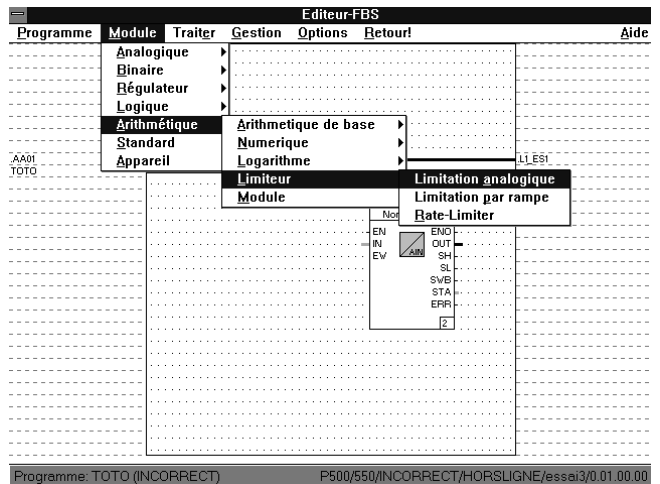 Editeur-FBS
Programme Module Traiter Gestion Options Retour! Aide
Analogique
Binaire
Régulateur
Logique
Arithmétique
Standard
Appareil
Arithmetique de base
Numerique
Logarithme
Limiteur
Module
Limitation analogique
Limitation par rampe
Rate-Limiter
.AA01
TOTO
.L1_ES1
Nor
EN ENO
IN AIN OUT
EW SH
SL
SWB
STA
ERR
2
Programme: TOTO (INCORRECT) P500/550/INCORRECT/HORSLIGNE/essai3/0.01.00.00